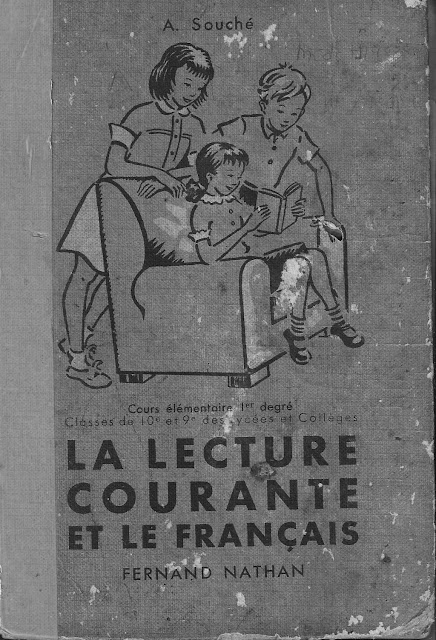 A. Souché
Cours élémentaire 1er degré
Classes de 10e et 9e des Lycées et Collèges
LA LECTURE
COURANTE
ET LE FRANÇAIS
FERNAND NATHAN